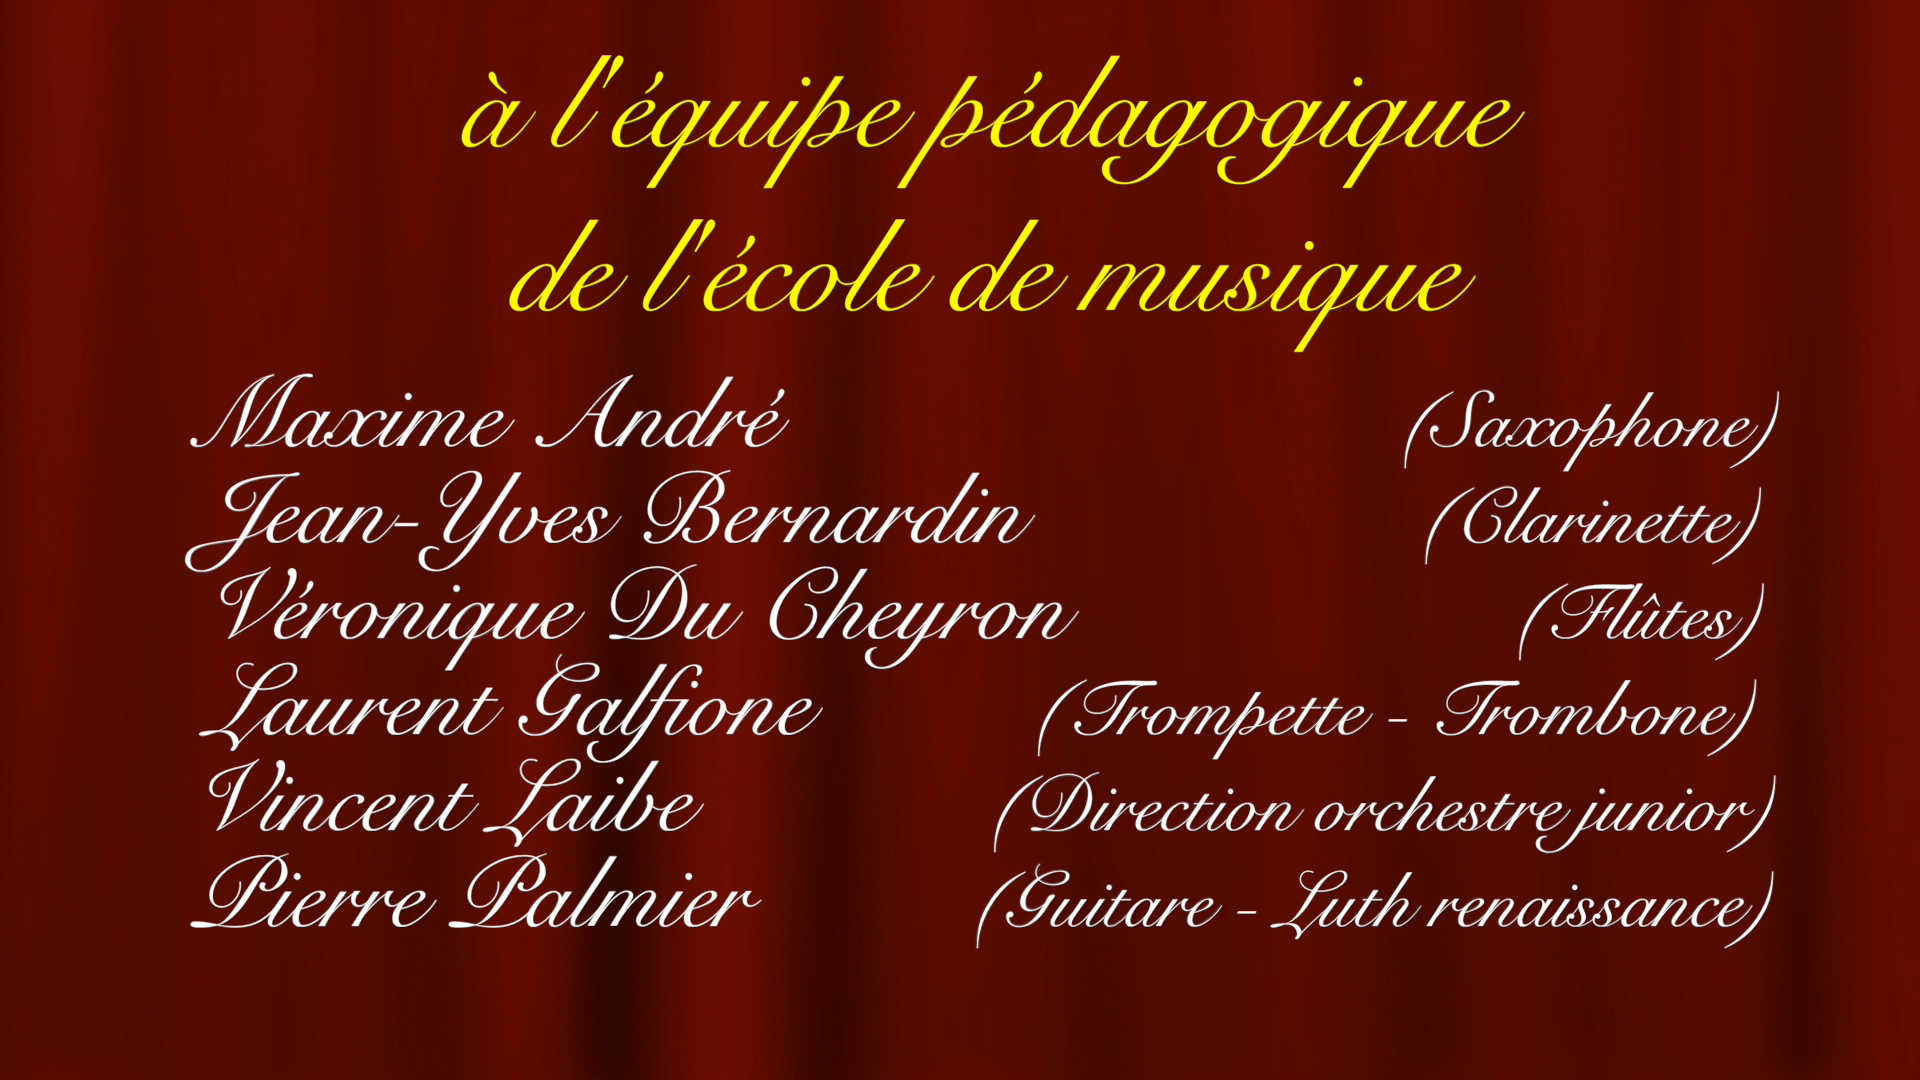 à l'équipe pédagogique
de l'école de musique
Maxime André (Saxophone)
Jean-Yves Bernardin (Clarinette)
Véronique Du Cheyron (Flûtes)
Laurent Galfione (Trompette - Trombone)
Vincent Laibe (Direction orchestre junior)
Pierre Palmier (Guitare - Luth renaissance)